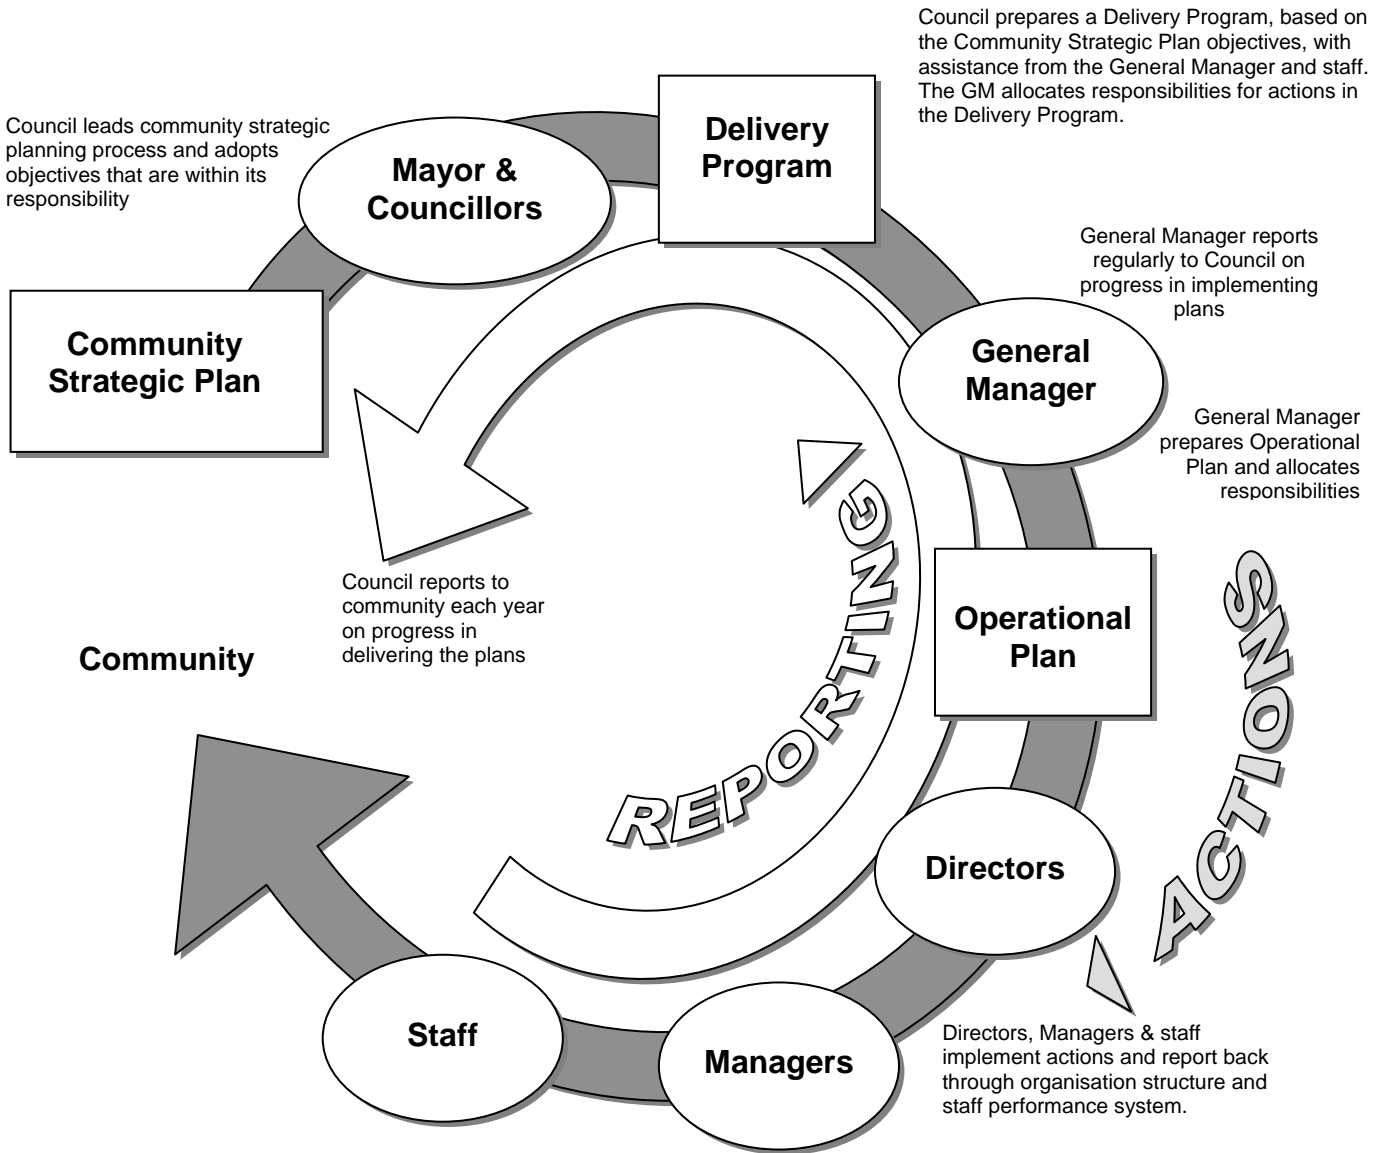 Council prepares a Delivery Program, based on
the Community Strategic Plan objectives, with
assistance from the General Manager and staff.
The GM allocates responsibilities for actions in
the Delivery Program.
Council leads community strategic
planning process and adopts
objectives that are within its
responsibility
Mayor &
Councillors
Delivery
Program
General Manager reports
regularly to Council on
progress in implementing
plans
Community
Strategic Plan
General
Manager
General Manager
prepares Operational
Plan and allocates
responsibilities
REPORTING
ACTIONS
Council reports to
community each year
on progress in
delivering the plans
Community
Operational
Plan
Directors
Staff
Managers
Directors, Managers & staff
implement actions and report back
through organisation structure and
staff performance system.